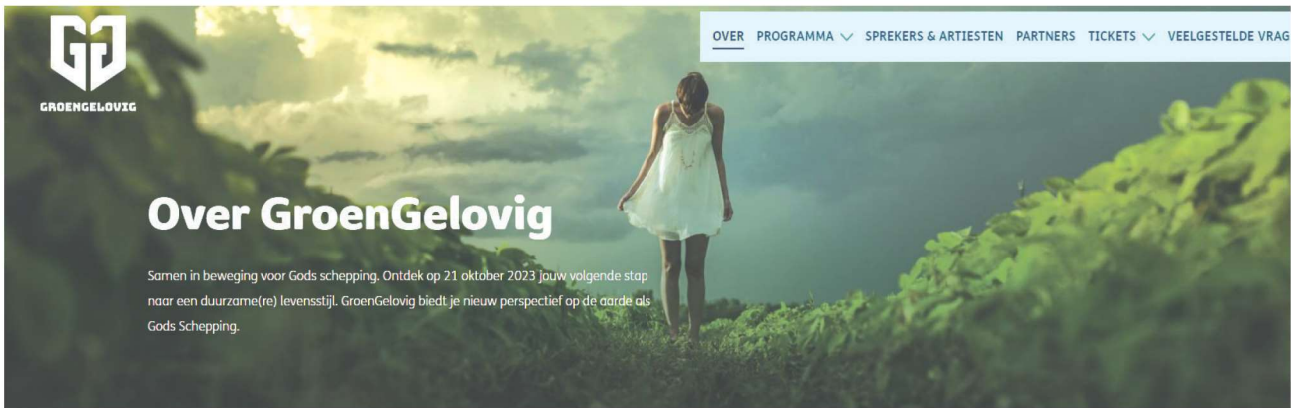 GROENGELOVIG
OVER PROGRAMMA SPREKERS & ARTIESTEN PARTNERS TICKETS VEELGESTELDE VRAG
Over GroenGelovig
Samen in beweging voor Gods schepping. Ontdek op 21 oktober 2023 jouw volgende stap
naar een duurzame(re) levensstijl. GroenGelovig biedt je nieuw perspectief op de aarde als
Gods Schepping.